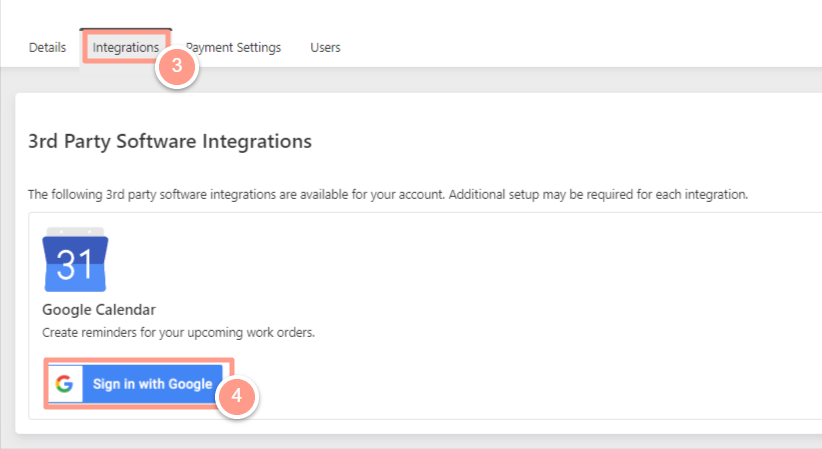 Details Integrations Payment Settings Users
3
3rd Party Software Integrations
The following 3rd party software integrations are available for your account. Additional setup may be required for each integration.
31
Google Calendar
Create reminders for your upcoming work orders.
G Sign in with Google
4